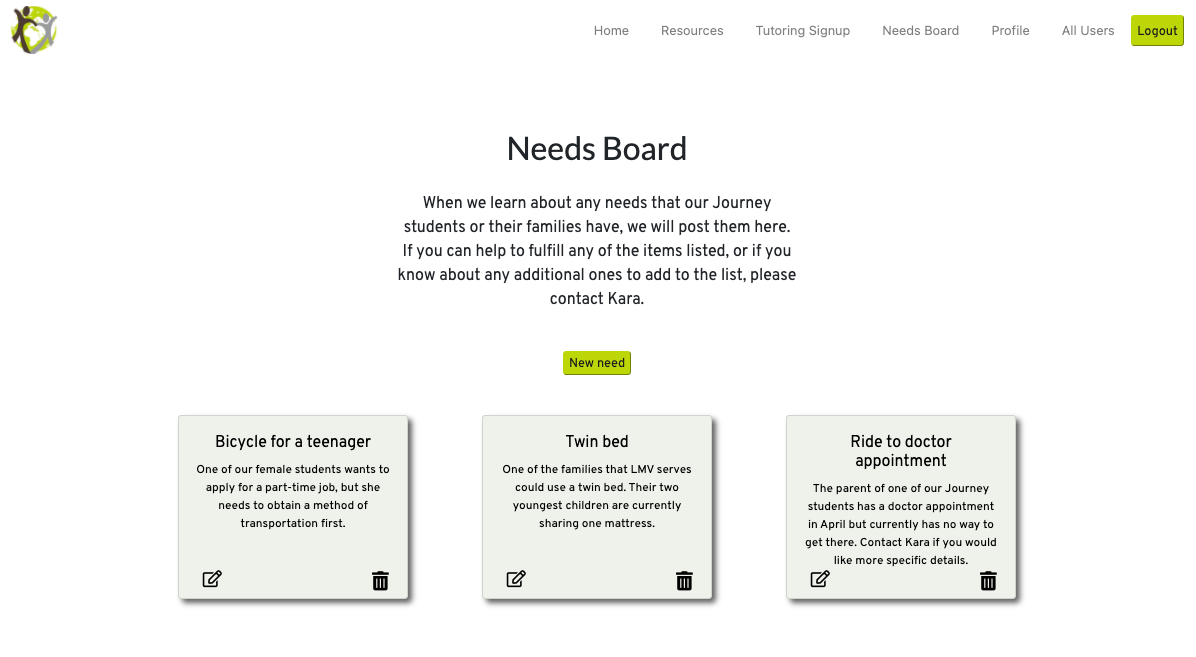 Home Resources Tutoring Signup Needs Board Profile All Users Logout
Needs Board
When we learn about any needs that our Journey
students or their families have, we will post them here.
If you can help to fulfill any of the items listed, or if you
know about any additional ones to add to the list, please
contact Kara.
New need
Bicycle for a teenager
One of our female students wants to
apply for a part-time job, but she
needs to obtain a method of
transportation first.
Twin bed
One of the families that LMV serves
could use a twin bed. Their two
youngest children are currently
sharing one mattress.
Ride to doctor
appointment
The parent of one of our Journey
students has a doctor appointment
in April but currently has no way to
get there. Contact Kara if you would
like more specific details.